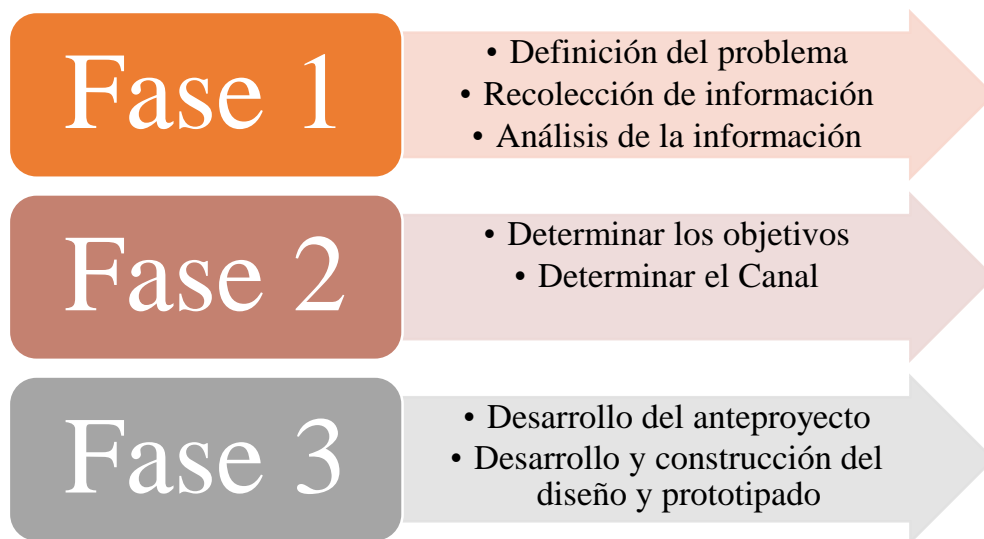 Fase 1
• Definición del problema
• Recolección de información
• Análisis de la información
Fase 2
• Determinar los objetivos
• Determinar el Canal
Fase 3
• Desarrollo del anteproyecto
• Desarrollo y construcción del
diseño y prototipado